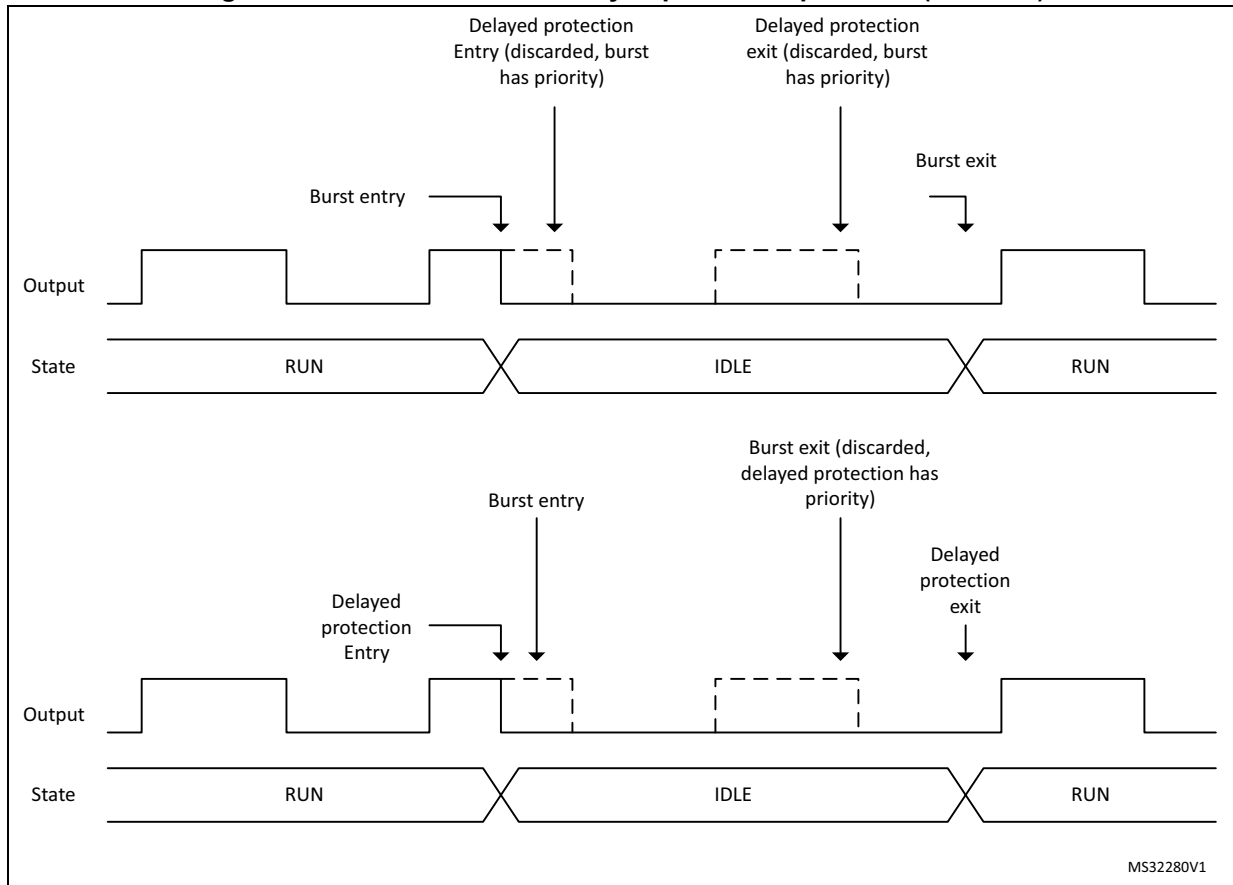 Delayed protection
Entry (discarded, burst
has priority)
Delayed protection
exit (discarded, burst
has priority)
Burst entry
Burst exit
Output
State
RUN
IDLE
RUN
Burst exit (discarded,
delayed protection has
priority)
Burst entry
Delayed
protection
Entry
Delayed
protection
exit
Output
State
RUN
IDLE
RUN
MS32280V1